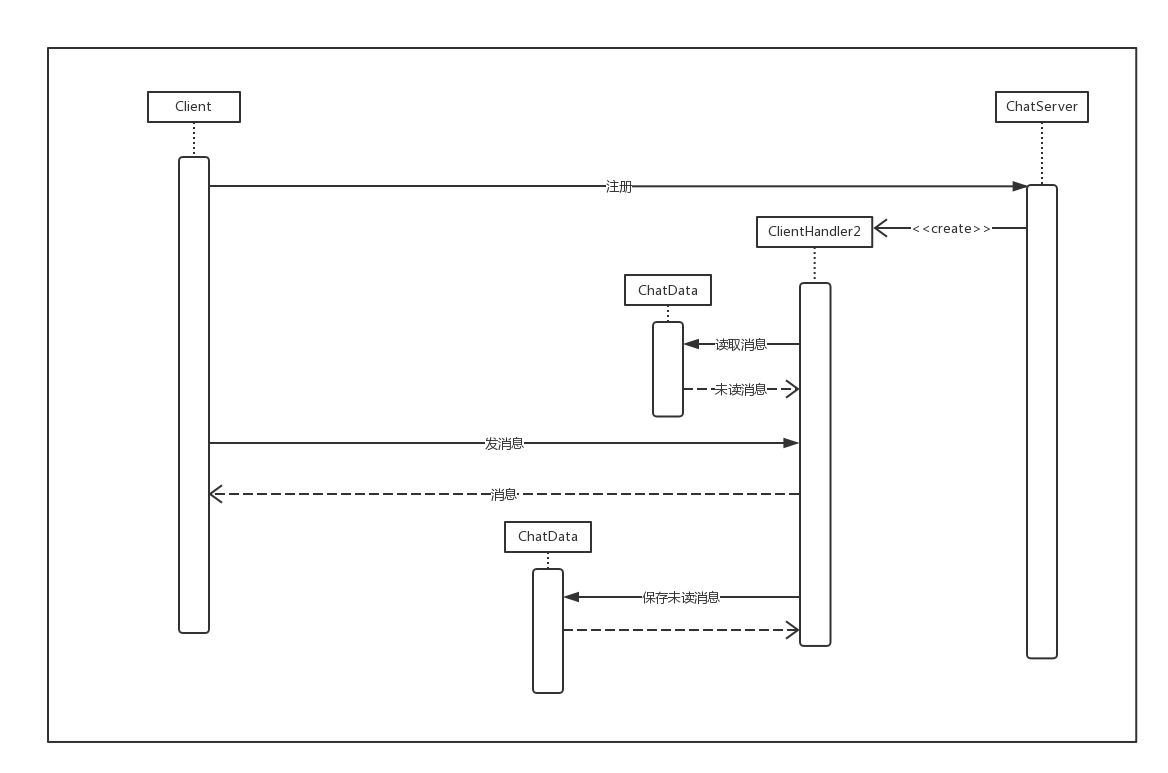 Client
ChatServer
注册
<<create>>
ClientHandler2
ChatData
读取消息
未读消息
发消息
消息
ChatData
保存未读消息